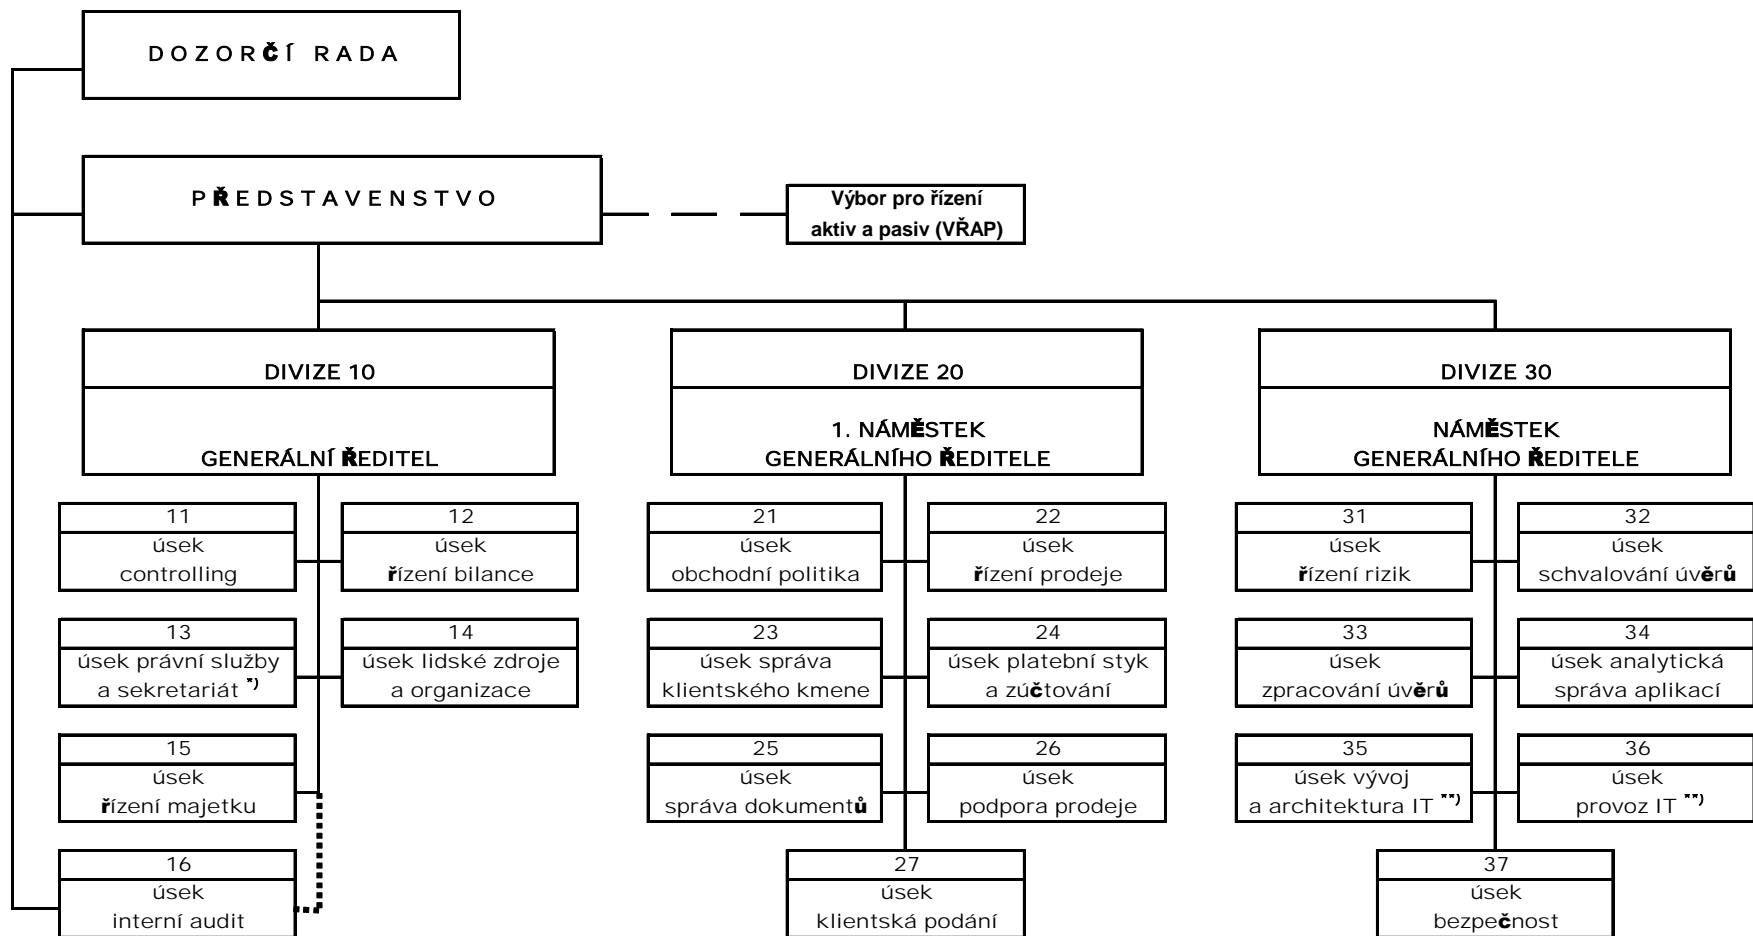 DOZORČÍ RADA
PŘEDSTAVENSTVO
Výbor pro řízení
aktiv a pasiv (VŘAP)
DIVIZE 10
GENERÁLNÍ ŘEDITEL
DIVIZE 20
1. NÁMĚSTEK
GENERÁLNÍHO ŘEDITELE
DIVIZE 30
NÁMĚSTEK
GENERÁLNÍHO ŘEDITELE
11
úsek
controlling
12
úsek
řízení bilance
21
úsek
obchodní politika
22
úsek
řízení prodeje
31
úsek
řízení rizik
32
úsek
schvalování úvěrů
13
úsek právní služby
a sekretariát *)
14
úsek lidské zdroje
a organizace
23
úsek správa
klientského kmene
24
úsek platební styk
a zúčtování
33
úsek
zpracování úvěrů
34
úsek analytická
správa aplikací
15
úsek
řízení majetku
25
úsek
správa dokumentů
26
úsek
podpora prodeje
35
úsek vývoj
a architektura IT **)
36
úsek
provoz IT **)
16
úsek
interní audit
27
úsek
klientská podání
37
úsek
bezpečnost